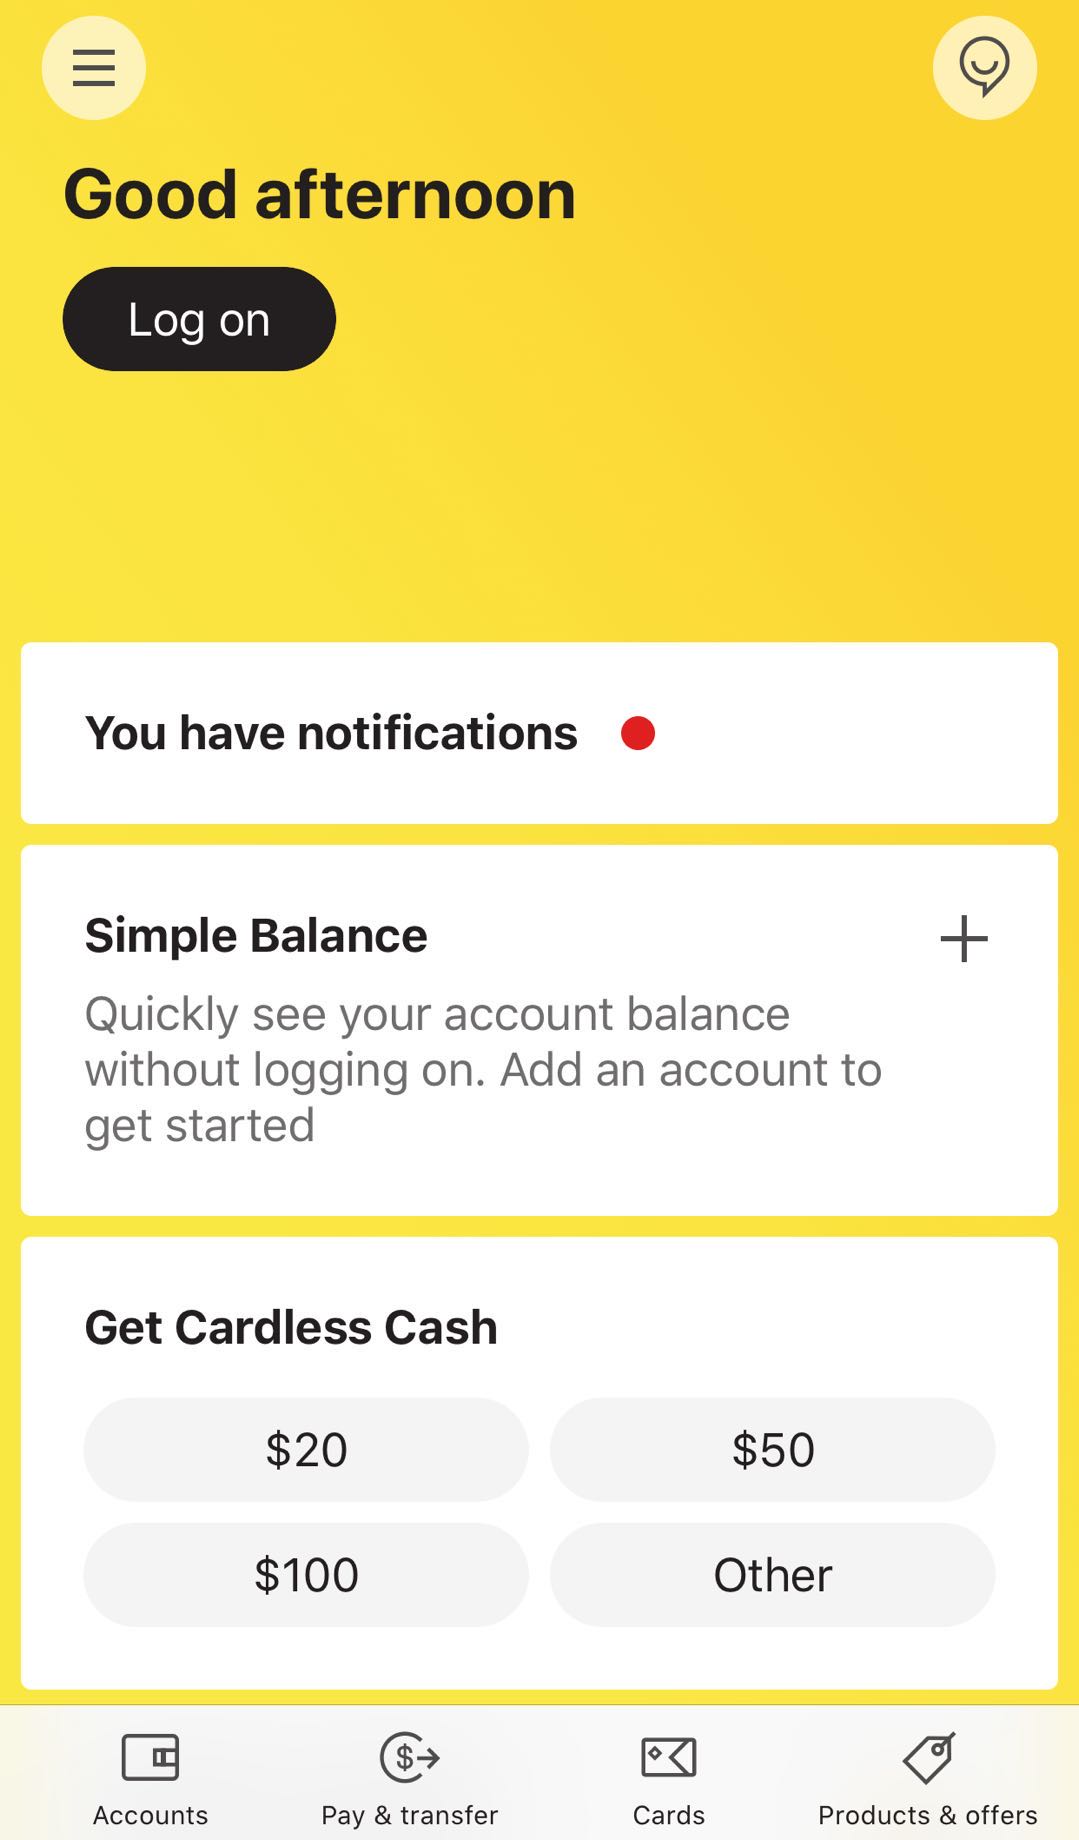 Good afternoon
Log on
You have notifications
Simple Balance
Quickly see your account balance
without logging on. Add an account to
get started
Get Cardless Cash
$20
$50
$100
Other
Accounts
Pay & transfer
Cards
Products & offers